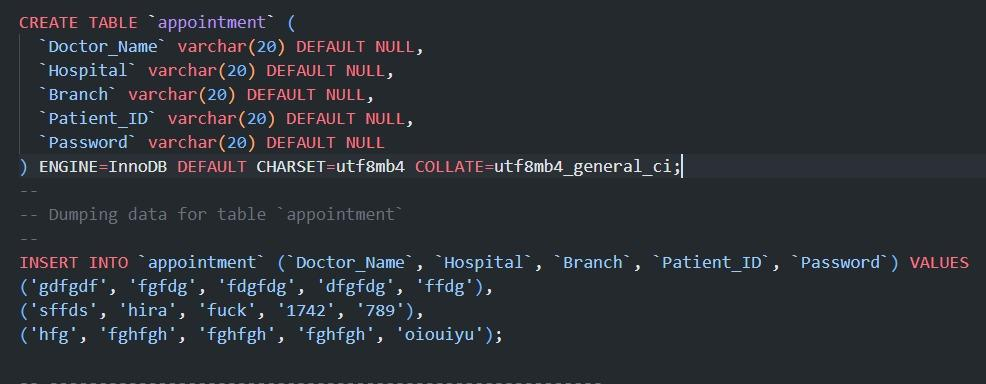 CREATE TABLE `appointment` (
`Doctor_Name` varchar(20) DEFAULT NULL,
`Hospital` varchar(20) DEFAULT NULL,
`Branch` varchar(20) DEFAULT NULL,
`Patient_ID` varchar(20) DEFAULT NULL,
`Password` varchar(20) DEFAULT NULL
) ENGINE=InnoDB DEFAULT CHARSET=utf8mb4 COLLATE=utf8mb4_general_ci;
--
-- Dumping data for table `appointment`
--
INSERT INTO `appointment` (`Doctor_Name`, `Hospital`, `Branch`, `Patient_ID`, `Password`) VALUES
('gdfgdf', 'fgfdg', 'fdgfdg', 'dfgfdg', 'ffdg'),
('sffds', 'hira', 'fuck', '1742', '789'),
('hfg', 'fghfgh', 'fghfgh', 'fghfgh', 'oiouiyu');